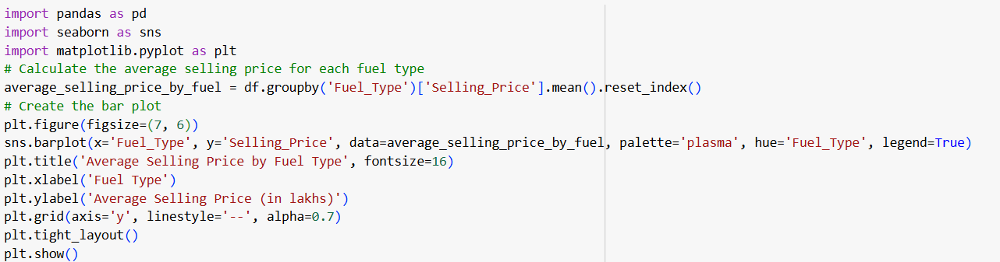 import pandas as pd
import seaborn as sns
import matplotlib.pyplot as plt
# Calculate the average selling price for each fuel type
average_selling_price_by_fuel = df.groupby('Fuel_Type')['Selling_Price'].mean().reset_index()
# Create the bar plot
plt.figure(figsize=(7, 6))
sns.barplot(x='Fuel_Type', y='Selling_Price', data=average_selling_price_by_fuel, palette='plasma', hue='Fuel_Type', legend=True)
plt.title('Average Selling Price by Fuel Type', fontsize=16)
plt.xlabel('Fuel Type')
plt.ylabel('Average Selling Price (in lakhs)')
plt.grid(axis='y', linestyle='--', alpha=0.7)
plt.tight_layout()
plt.show()